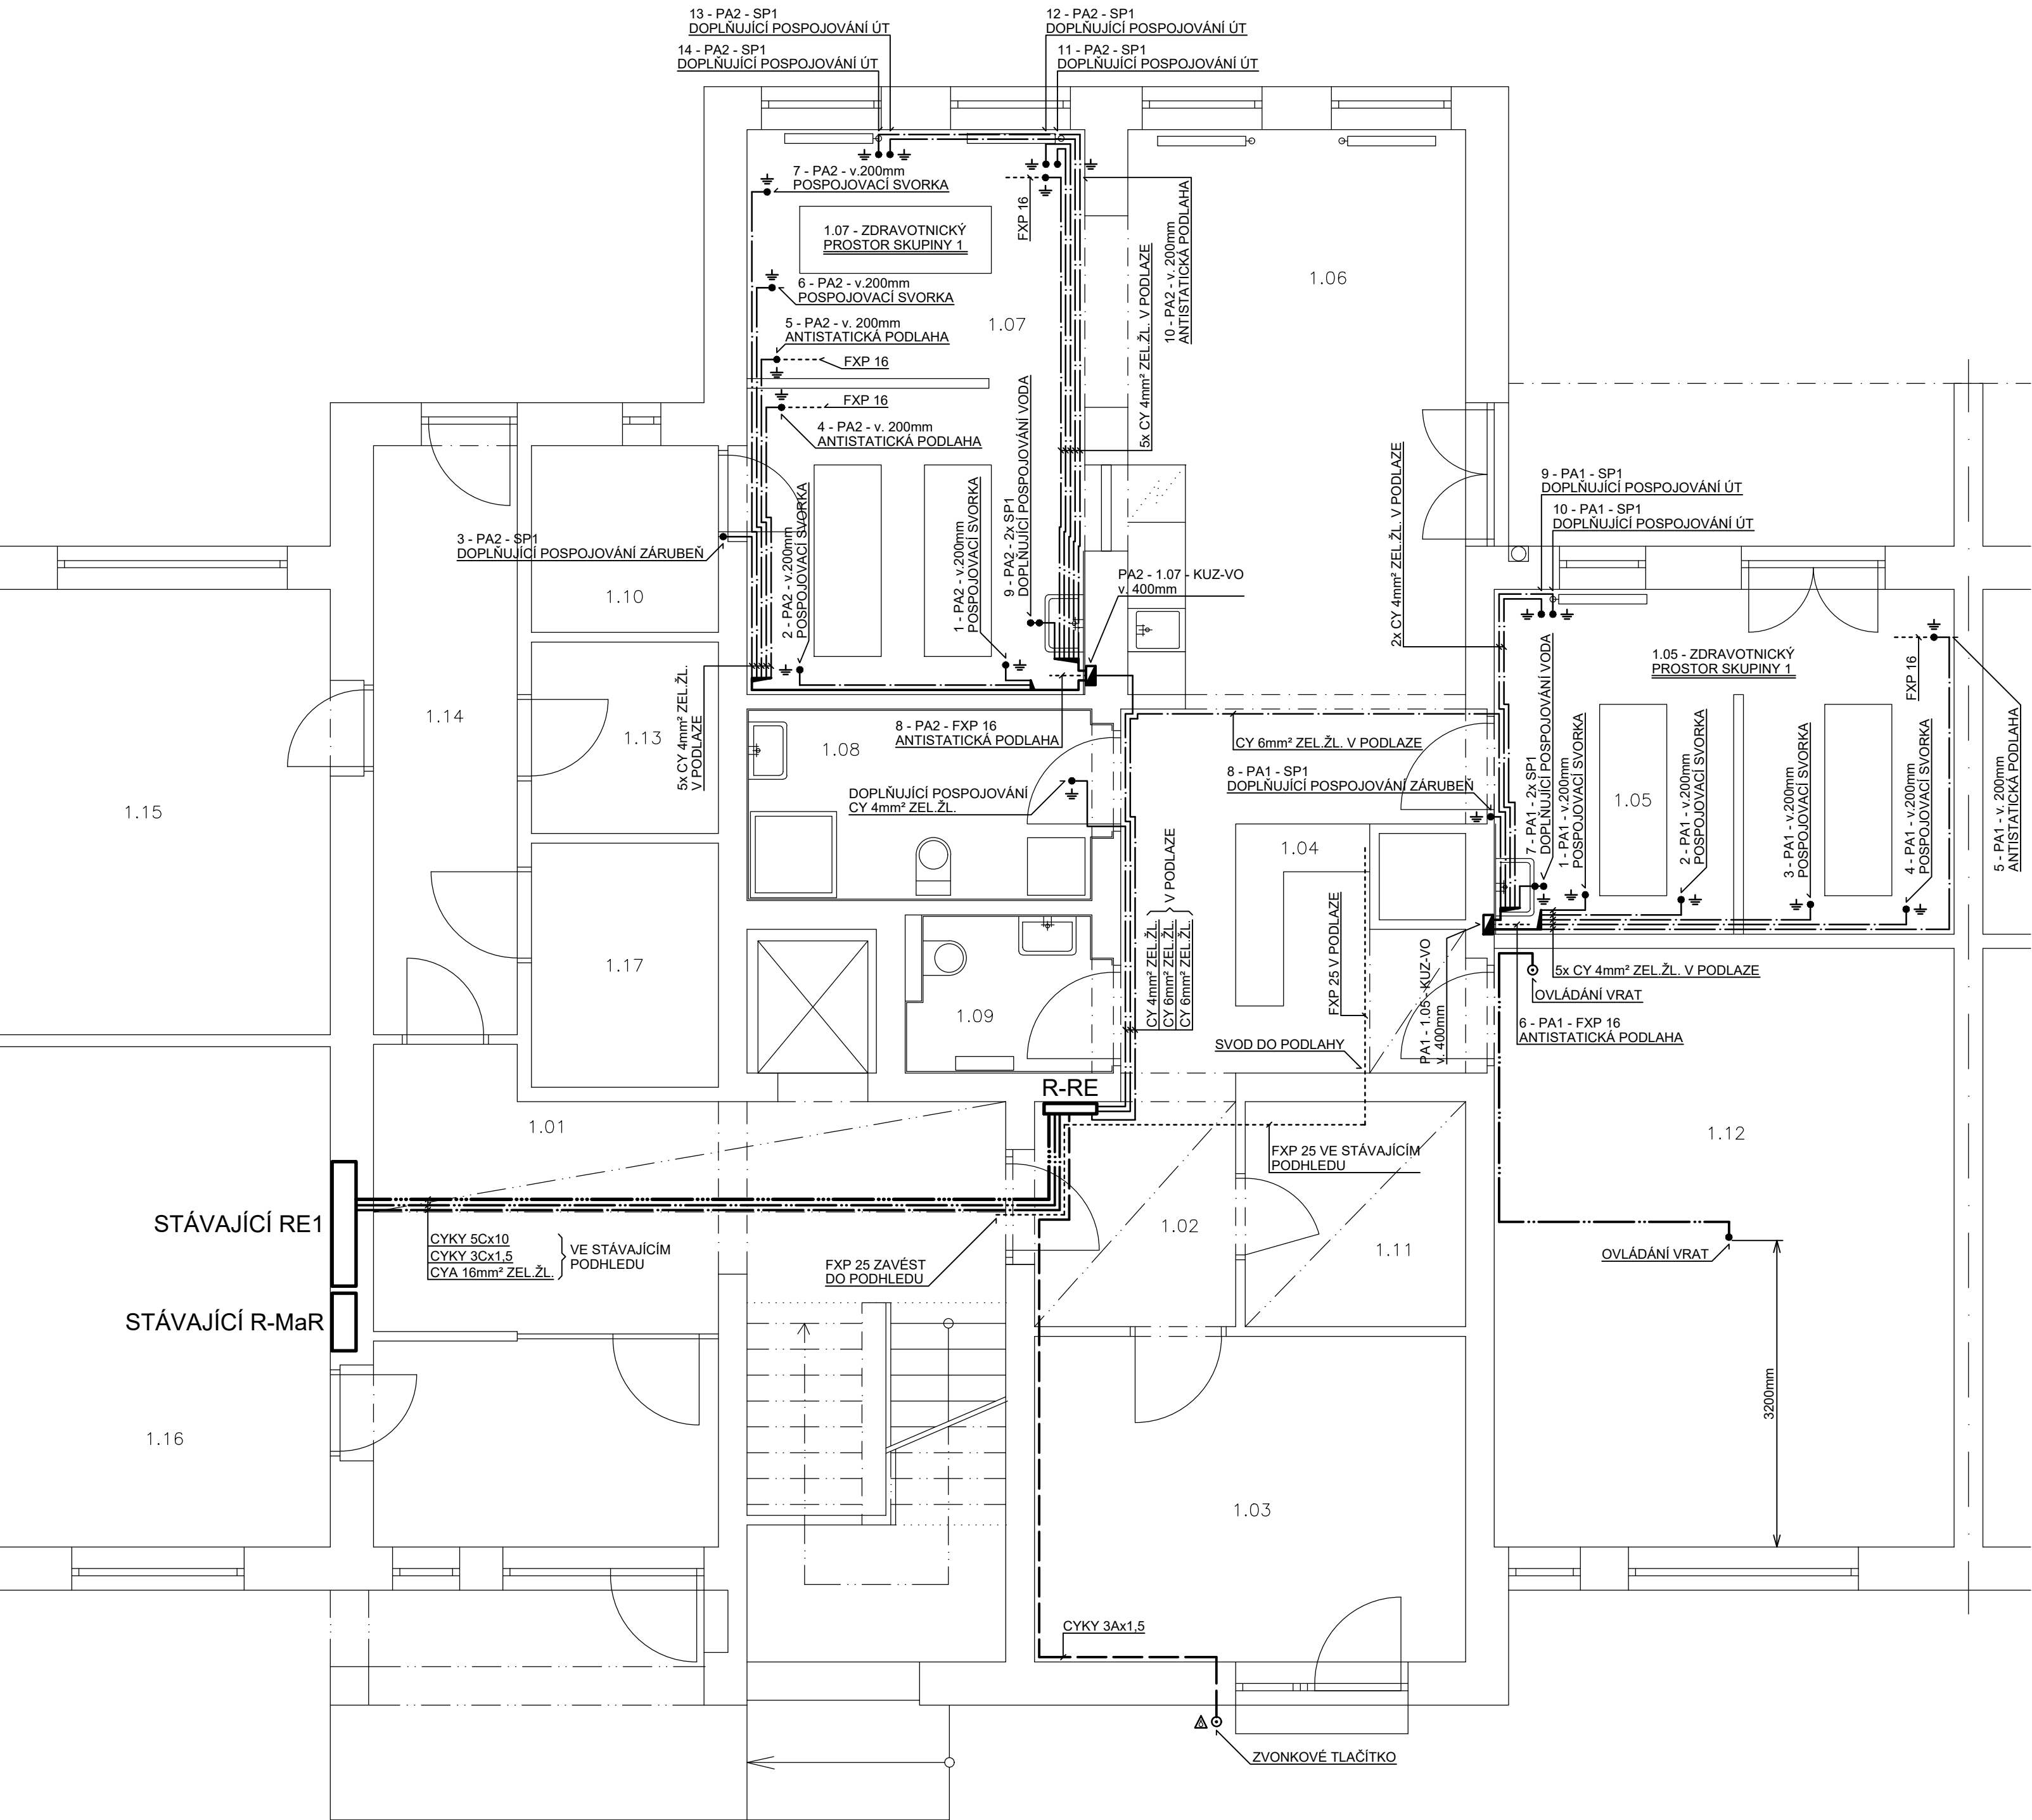 13 - PA2 - SP1
DOPLŇUJÍCÍ POSPOJOVÁNÍ ÚT
14 - PA2 - SP1
DOPLŇUJÍCÍ POSPOJOVÁNÍ ÚT
12 - PA2 - SP1
DOPLŇUJÍCÍ POSPOJOVÁNÍ ÚT
11 - PA2 - SP1
DOPLŇUJÍCÍ POSPOJOVÁNÍ ÚT
7 - PA2 - v.200mm
POSPOJOVACÍ SVORKA
1.07 - ZDRAVOTNICKÝ
PROSTOR SKUPINY 1
FXP 16
10 - PA2 - v. 200mm
ANTISTATICKÁ PODLAHA
5x CY 4mm² ZEL.ŽL. V PODLAZE
1.06
6 - PA2 - v.200mm
POSPOJOVACÍ SVORKA
1.07
5 - PA2 - v. 200mm
ANTISTATICKÁ PODLAHA
FXP 16
FXP 16
4 - PA2 - v. 200mm
ANTISTATICKÁ PODLAHA
3 - PA2 - SP1
DOPLŇUJÍCÍ POSPOJOVÁNÍ ZÁRUBEŇ
2 - PA2 - v.200mm
POSPOJOVACÍ SVORKA
1 - PA2 - v.200mm
POSPOJOVACÍ SVORKA
9 - PA2 - 2x SP1
DOPLŇUJÍCÍ POSPOJOVÁNÍ VODA
PA2 - 1.07 - KUZ-VO
v. 400mm
2x CY 4mm² ZEL.ŽL. V PODLAZE
9 - PA1 - SP1
DOPLŇUJÍCÍ POSPOJOVÁNÍ ÚT
10 - PA1 - SP1
DOPLŇUJÍCÍ POSPOJOVÁNÍ ÚT
1.10
1.05 - ZDRAVOTNICKÝ
PROSTOR SKUPINY 1
FXP 16
5x CY 4mm² ZEL.ŽL.
V PODLAZE
1.14
1.13
1.08
8 - PA2 - FXP 16
ANTISTATICKÁ PODLAHA
CY 6mm² ZEL.ŽL. V PODLAZE
8 - PA1 - SP1
DOPLŇUJÍCÍ POSPOJOVÁNÍ ZÁRUBEŇ
DOPLŇUJÍCÍ POSPOJOVÁNÍ
CY 4mm² ZEL.ŽL.
7 - PA1 - 2x SP1
DOPLŇUJÍCÍ POSPOJOVÁNÍ VODA
1 - PA1 - v.200mm
POSPOJOVACÍ SVORKA
1.05
2 - PA1 - v.200mm
POSPOJOVACÍ SVORKA
3 - PA1 - v.200mm
POSPOJOVACÍ SVORKA
4 - PA1 - v.200mm
POSPOJOVACÍ SVORKA
5 - PA1 - v. 200mm
ANTISTATICKÁ PODLAHA
1.15
1.04
1.17
1.09
CY 4mm² ZEL.ŽL.
CY 6mm² ZEL.ŽL.
CY 6mm² ZEL.ŽL.
V PODLAZE
FXP 25 V PODLAZE
PA1 - 1.05 - KUZ-VO
v. 400mm
SVOD DO PODLAHY
5x CY 4mm² ZEL.ŽL. V PODLAZE
OVLÁDÁNÍ VRAT
6 - PA1 - FXP 16
ANTISTATICKÁ PODLAHA
R-RE
1.01
1.12
FXP 25 VE STÁVAJÍCÍM
PODHLEDU
STÁVAJÍCÍ RE1
CYKY 5Cx10
CYKY 3Cx1,5
CYA 16mm² ZEL.ŽL.
VE STÁVAJÍCÍM
PODHLEDU
FXP 25 ZAVÉST
DO PODHLEDU
1.02
1.11
OVLÁDÁNÍ VRAT
STÁVAJÍCÍ R-MaR
3200mm
1.16
1.03
CYKY 3Ax1,5
ZVONKOVÉ TLAČÍTKO